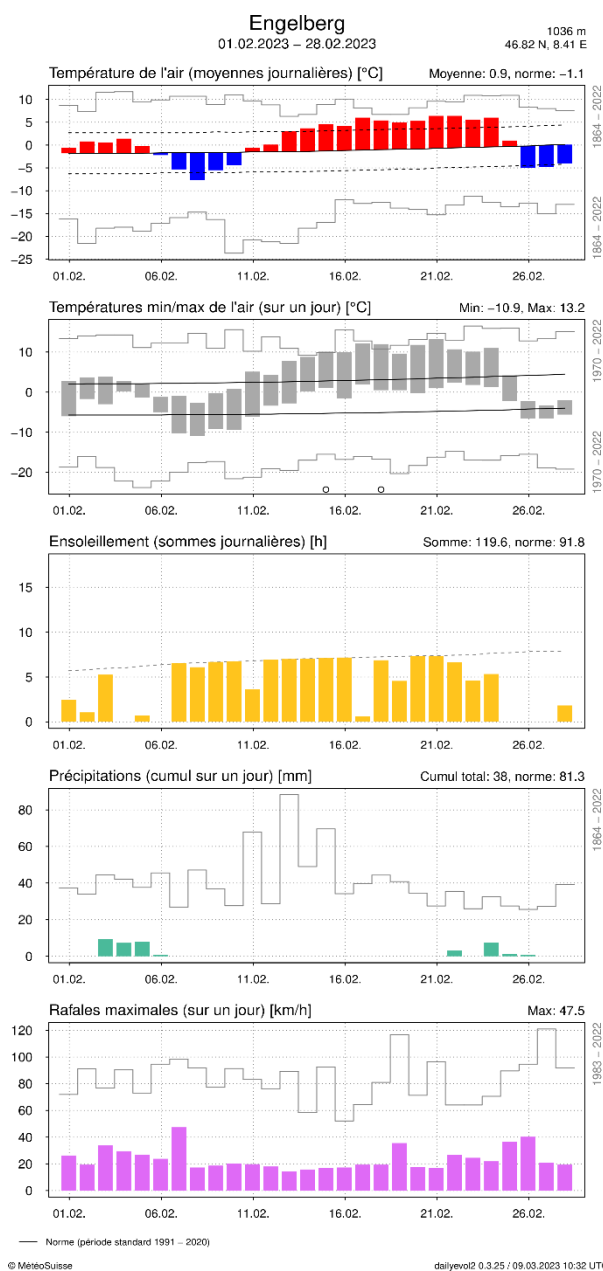 Engelberg
01.02.2023 − 28.02.2023
1036 m
46.82 N, 8.41 E
Température de l'air (moyennes journalières) [°C]
Moyenne: 0.9, norme: −1.1
10
5
0
−5
−10
−15
−20
−25
1864 − 2022
1864 − 2022
01.02.
06.02.
11.02.
16.02.
21.02.
26.02.
Températures min/max de l'air (sur un jour) [°C]
Min: −10.9, Max: 13.2
10
0
−10
−20
1970 − 2022
1970 − 2022
01.02.
06.02.
11.02.
16.02.
21.02.
26.02.
Ensoleillement (sommes journalières) [h]
Somme: 119.6, norme: 91.8
15
10
5
0
01.02.
06.02.
11.02.
16.02.
21.02.
26.02.
Précipitations (cumul sur un jour) [mm]
Cumul total: 38, norme: 81.3
80
60
40
20
0
1864 − 2022
01.02.
06.02.
11.02.
16.02.
21.02.
26.02.
Rafales maximales (sur un jour) [km/h]
Max: 47.5
120
100
80
60
40
20
0
1983 − 2022
01.02.
06.02.
11.02.
16.02.
21.02.
26.02.
Norme (période standard 1991 − 2020)
© MétéoSuisse
dailyevol2 0.3.25 / 09.03.2023 10:32 UTC